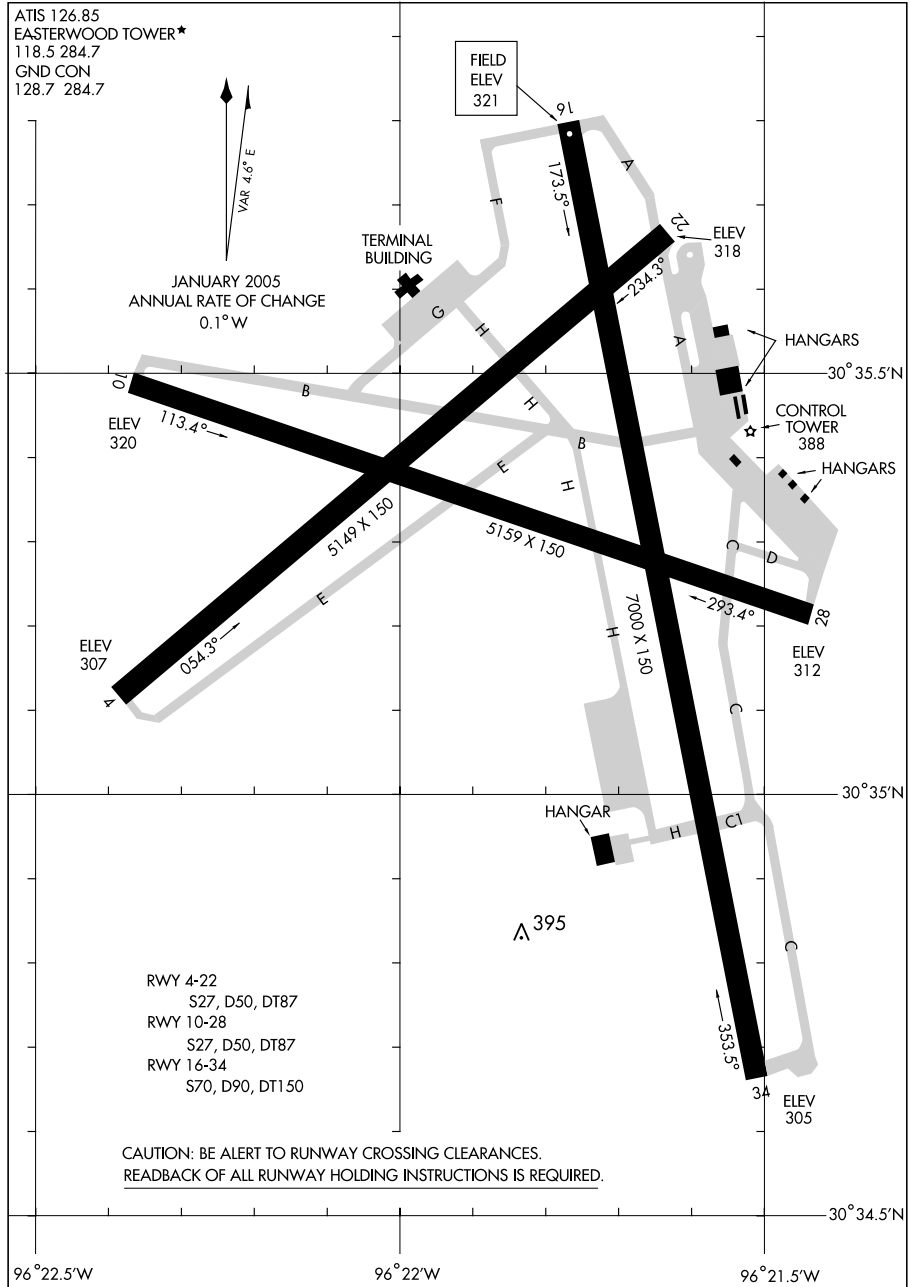 ATIS 126.85
EASTERWOOD TOWER★
118.5 284.7
GND CON
128.7 284.7
FIELD
ELEV
321
16
VAR 4.6° E
173.5°
A
F
22
TERMINAL
BUILDING
ELEV
318
234.3°
JANUARY 2005
ANNUAL RATE OF CHANGE
0.1° W
G
H
A
HANGARS
30°35.5'N
10
B
H
113.4°
ELEV
320
CONTROL
TOWER
388
B
E
H
HANGARS
5149 X 150
5159 X 150
C
D
E
7000 X 150
293.4°
28
H
ELEV
307
054.3°
ELEV
312
4
C
30°35'N
HANGAR
H
C1
395
C
RWY 4-22
S27, D50, DT87
RWY 10-28
S27, D50, DT87
RWY 16-34
S70, D90, DT150
353.5°
34
ELEV
305
CAUTION: BE ALERT TO RUNWAY CROSSING CLEARANCES.
READBACK OF ALL RUNWAY HOLDING INSTRUCTIONS IS REQUIRED.
30°34.5'N
96°22.5'W
96°22'W
96°21.5'W